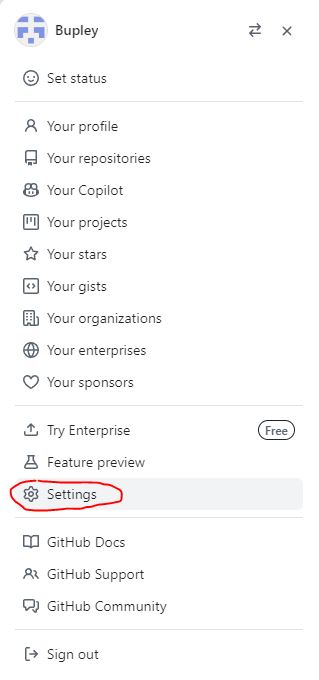 Bupley
Set status
Your profile
Your repositories
Your Copilot
Your projects
Your stars
Your gists
Your organizations
Your enterprises
Your sponsors
Try Enterprise Free
Feature preview
Settings
GitHub Docs
GitHub Support
GitHub Community
Sign out